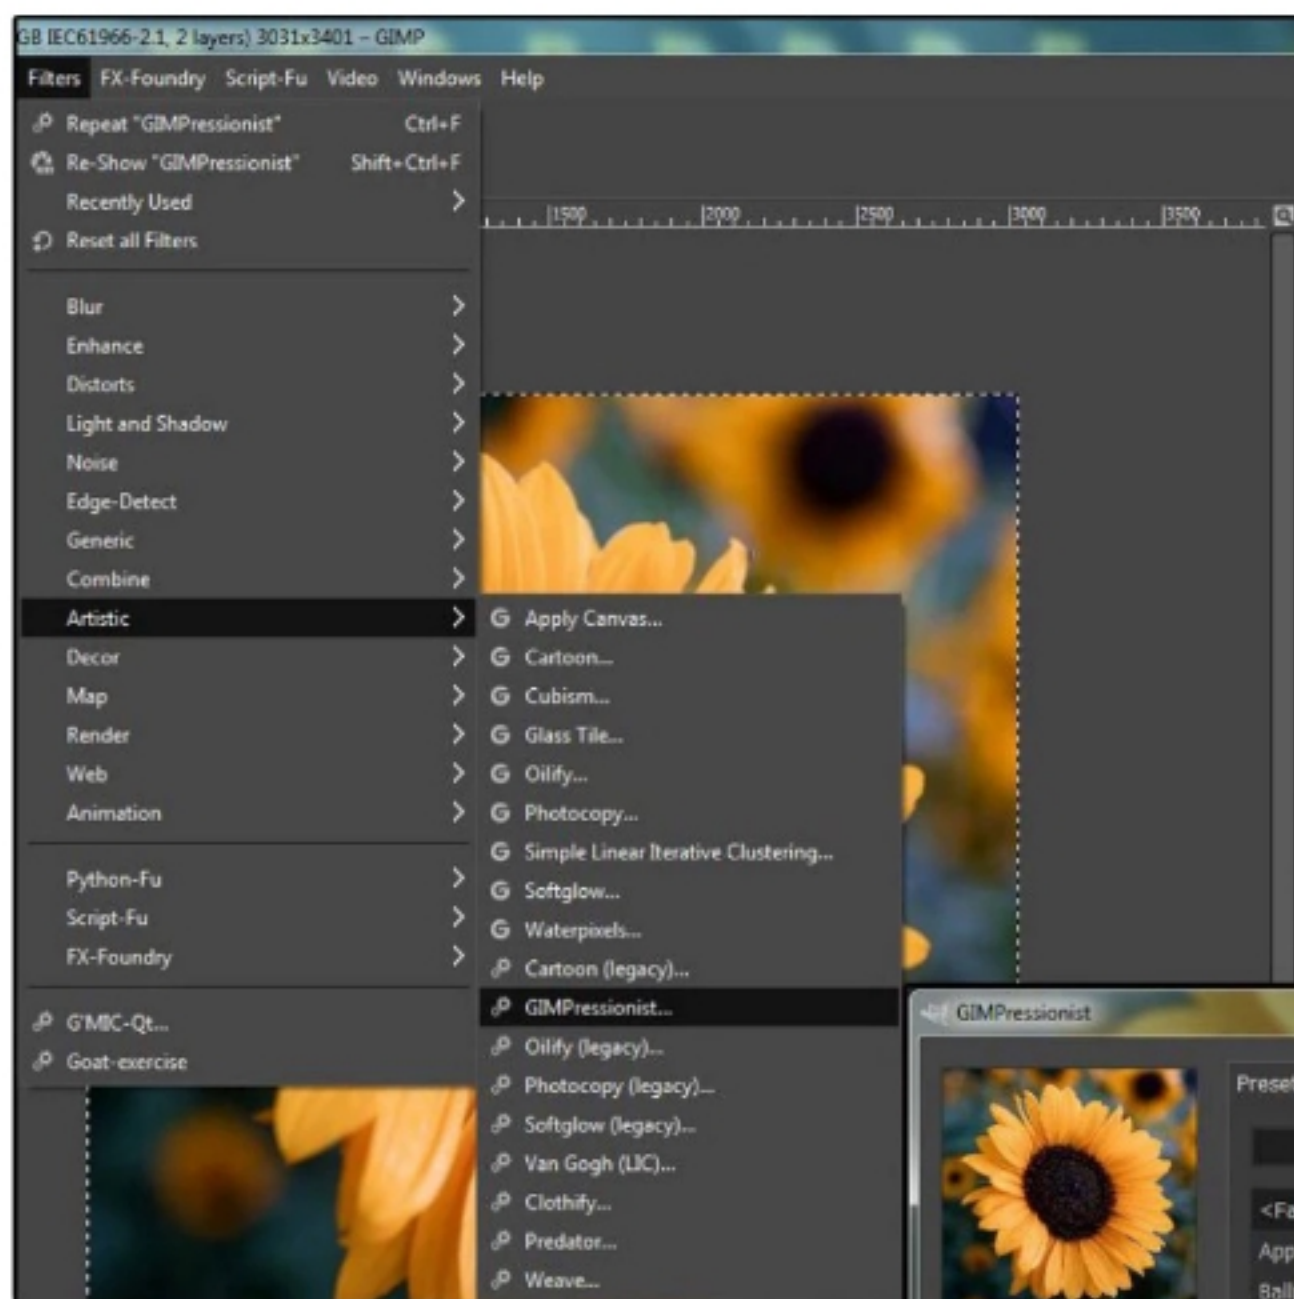 GB IEC61966-2.1, 2 layers) 3031x3401 – GIMP
Filters FX-Foundry Script-Fu Video Windows Help
Repeat "GIMPressionist" Ctrl+F
Re-Show "GIMPressionist" Shift+Ctrl+F
Recently Used
Reset all Filters
1500 2000 2500 3000 3500
Blur
Enhance
Distorts
Light and Shadow
Noise
Edge-Detect
Generic
Combine
Artistic
Decor
Map
Render
Web
Animation
Python-Fu
Script-Fu
FX-Foundry
G'MIC-Qt...
Goat-exercise
Apply Canvas...
Cartoon...
Cubism...
Glass Tile...
Oilify...
Photocopy...
Simple Linear Iterative Clustering...
Softglow...
Waterpixels...
Cartoon (legacy)...
GIMPressionist...
Oilify (legacy)...
Photocopy (legacy)...
Softglow (legacy)...
Van Gogh (LIC)...
Clothify...
Predator...
Weave...
GIMPressionist
Preset
<Fa
App
Ball